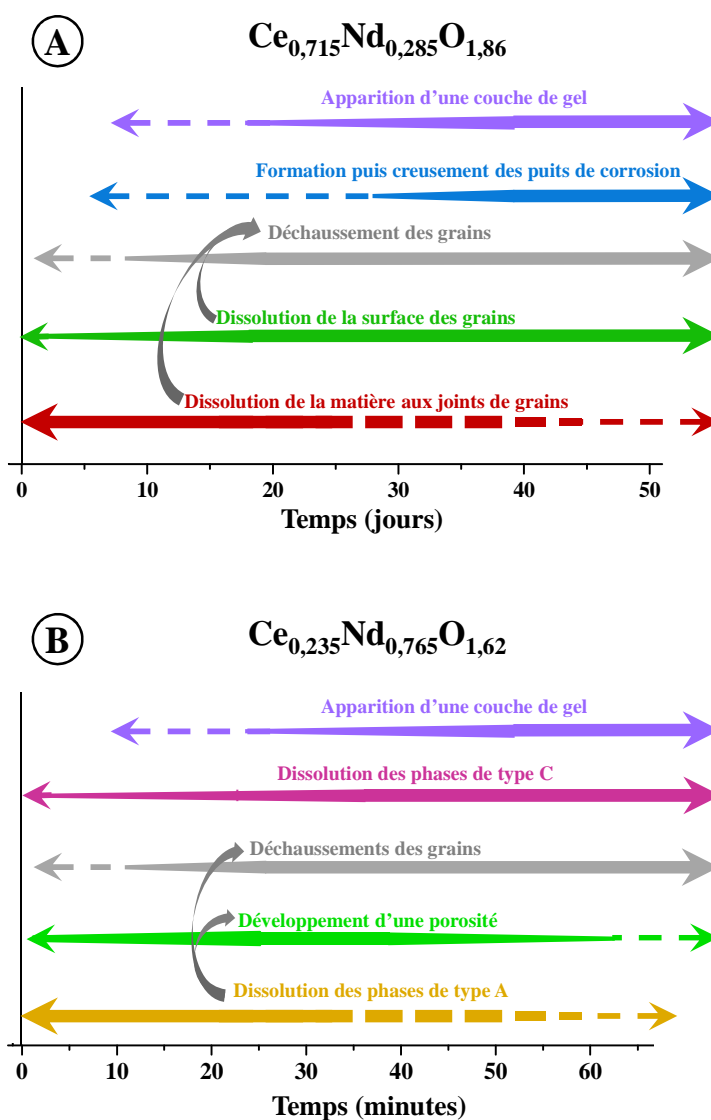 A
Ce0,715Nd0,285O1,86
Apparition d’une couche de gel
Formation puis creusement des puits de corrosion
Déchaussement des grains
Dissolution de la surface des grains
Dissolution de la matière aux joints de grains
0 10 20 30 40 50
Temps (jours)
B
Ce0,235Nd0,765O1,62
Apparition d’une couche de gel
Dissolution des phases de type C
Déchaussements des grains
Développement d’une porosité
Dissolution des phases de type A
0 10 20 30 40 50 60
Temps (minutes)